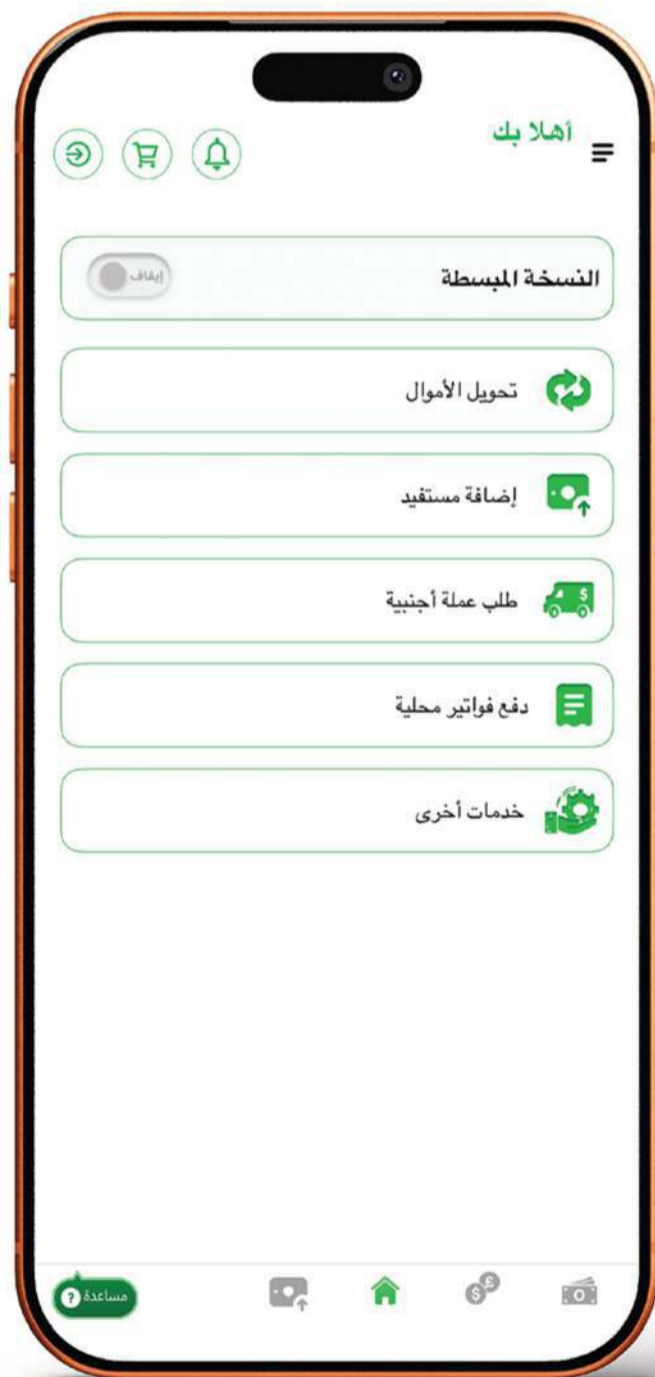 أهلا بك
النسخة المبسطة
إيقاف
تحويل الأموال
إضافة مستفيد
طلب عملة أجنبية
دفع فواتير محلية
خدمات أخرى
مساعدة ?